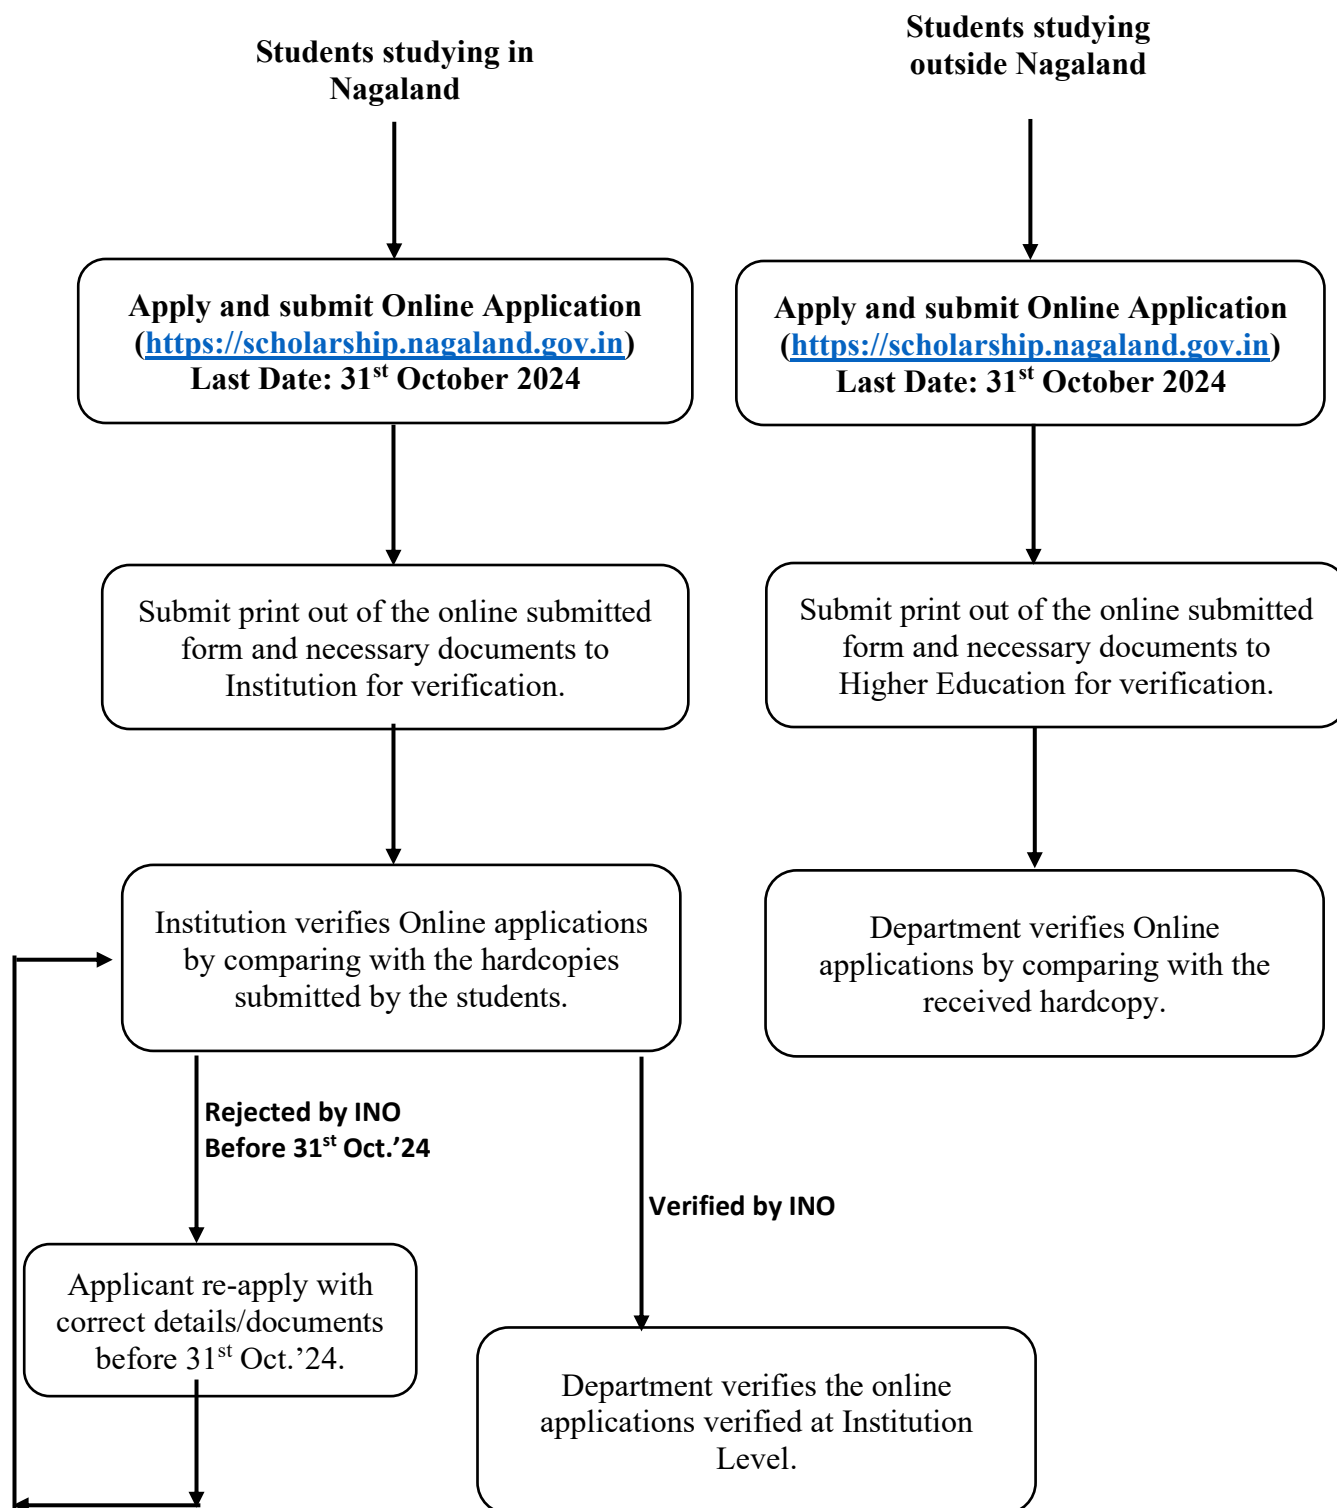 Students studying in
Nagaland
Apply and submit Online Application
(https://scholarship.nagaland.gov.in)
Last Date: 31st October 2024
Submit print out of the online submitted
form and necessary documents to
Institution for verification.
Institution verifies Online applications
by comparing with the hardcopies
submitted by the students.
Rejected by INO
Before 31st Oct.’24
Verified by INO
Applicant re-apply with
correct details/documents
before 31st Oct.’24.
Department verifies the online
applications verified at Institution
Level.
Students studying
outside Nagaland
Apply and submit Online Application
(https://scholarship.nagaland.gov.in)
Last Date: 31st October 2024
Submit print out of the online submitted
form and necessary documents to
Higher Education for verification.
Department verifies Online
applications by comparing with the
received hardcopy.